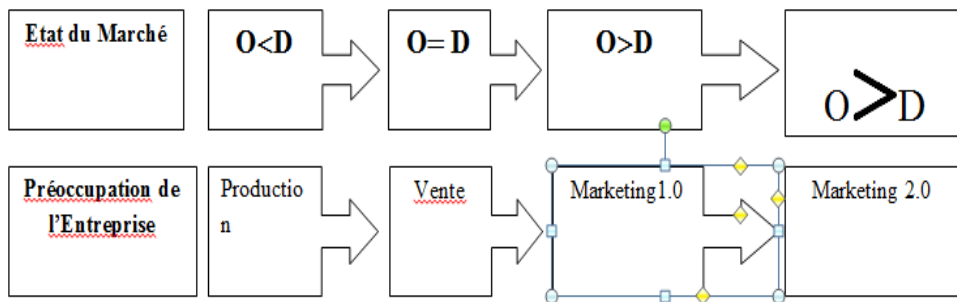 Etat du Marché
O<D
O= D
O>D
O>D
Préoccupation de
l'Entreprise
Productio
n
Vente
Marketing1.0
Marketing 2.0